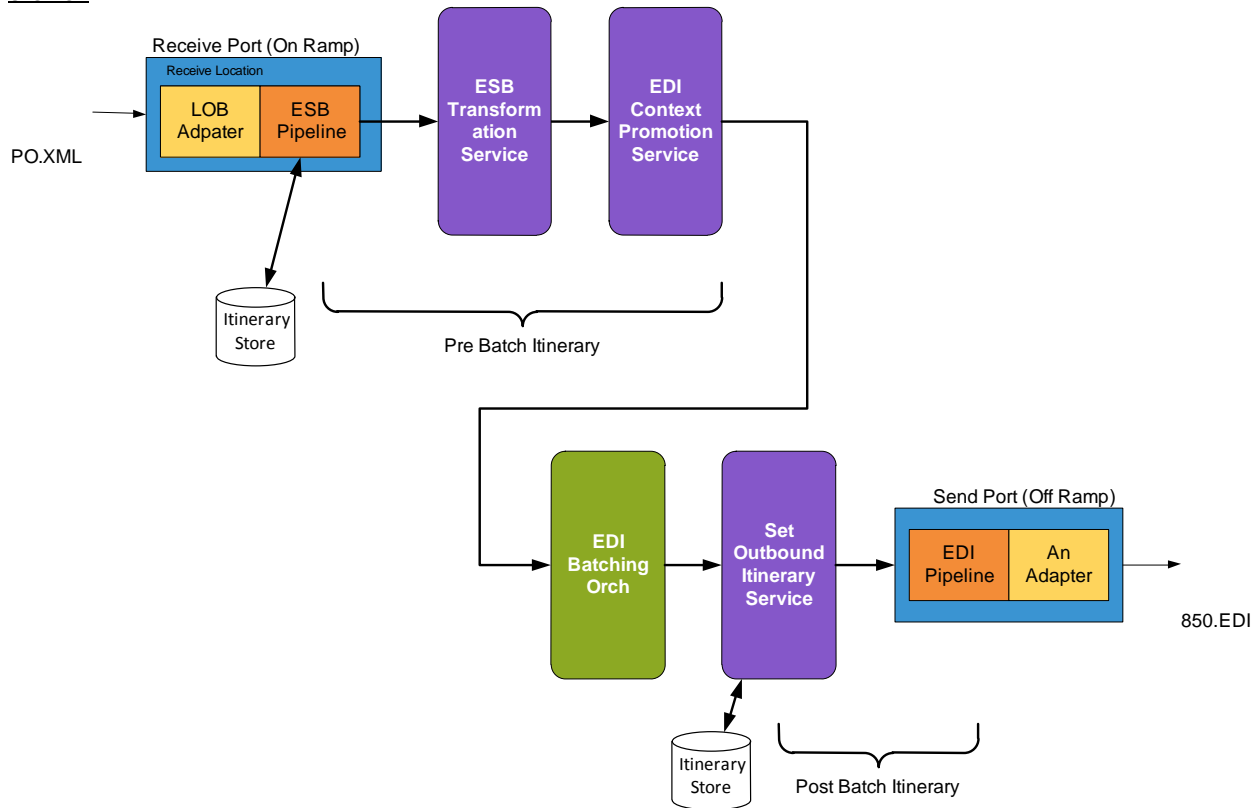 Receive Port (On Ramp)
Receive Location
LOB
Adpater
ESB
Pipeline
PO.XML
ESB
Transform
ation
Service
EDI
Context
Promotion
Service
Itinerary
Store
Pre Batch Itinerary
EDI
Batching
Orch
Set
Outbound
Itinerary
Service
Send Port (Off Ramp)
EDI
Pipeline
An
Adapter
850.EDI
Itinerary
Store
Post Batch Itinerary